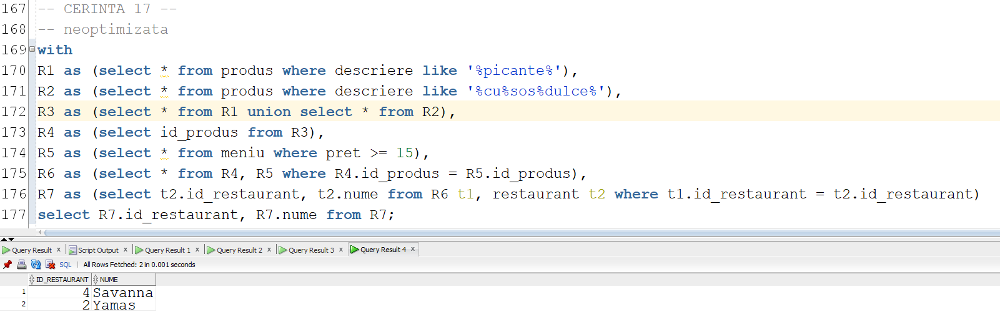 167 -- CERINTA 17 --
168 -- neoptimizata
169 with
170 R1 as (select * from produs where descriere like '%picante%'),
171 R2 as (select * from produs where descriere like '%cu%sos%dulce%'),
172 R3 as (select * from R1 union select * from R2),
173 R4 as (select id_produs from R3),
174 R5 as (select * from meniu where pret >= 15),
175 R6 as (select * from R4, R5 where R4.id_produs = R5.id_produs),
176 R7 as (select t2.id_restaurant, t2.nume from R6 t1, restaurant t2 where t1.id_restaurant = t2.id_restaurant)
177 select R7.id_restaurant, R7.nume from R7;
Query Result x Script Output x Query Result 1 x Query Result 2 x Query Result 3 x Query Result 4 x
SQL | All Rows Fetched: 2 in 0.001 seconds
ID_RESTAURANT NUME
1 4 Savanna
2 2 Yamas